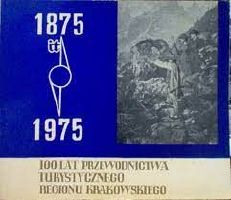 1875
1975
100 LAT PRZEWODNICTWA
TURYSTYCZNEGO
REGIONU KRAKOWSKIEGO